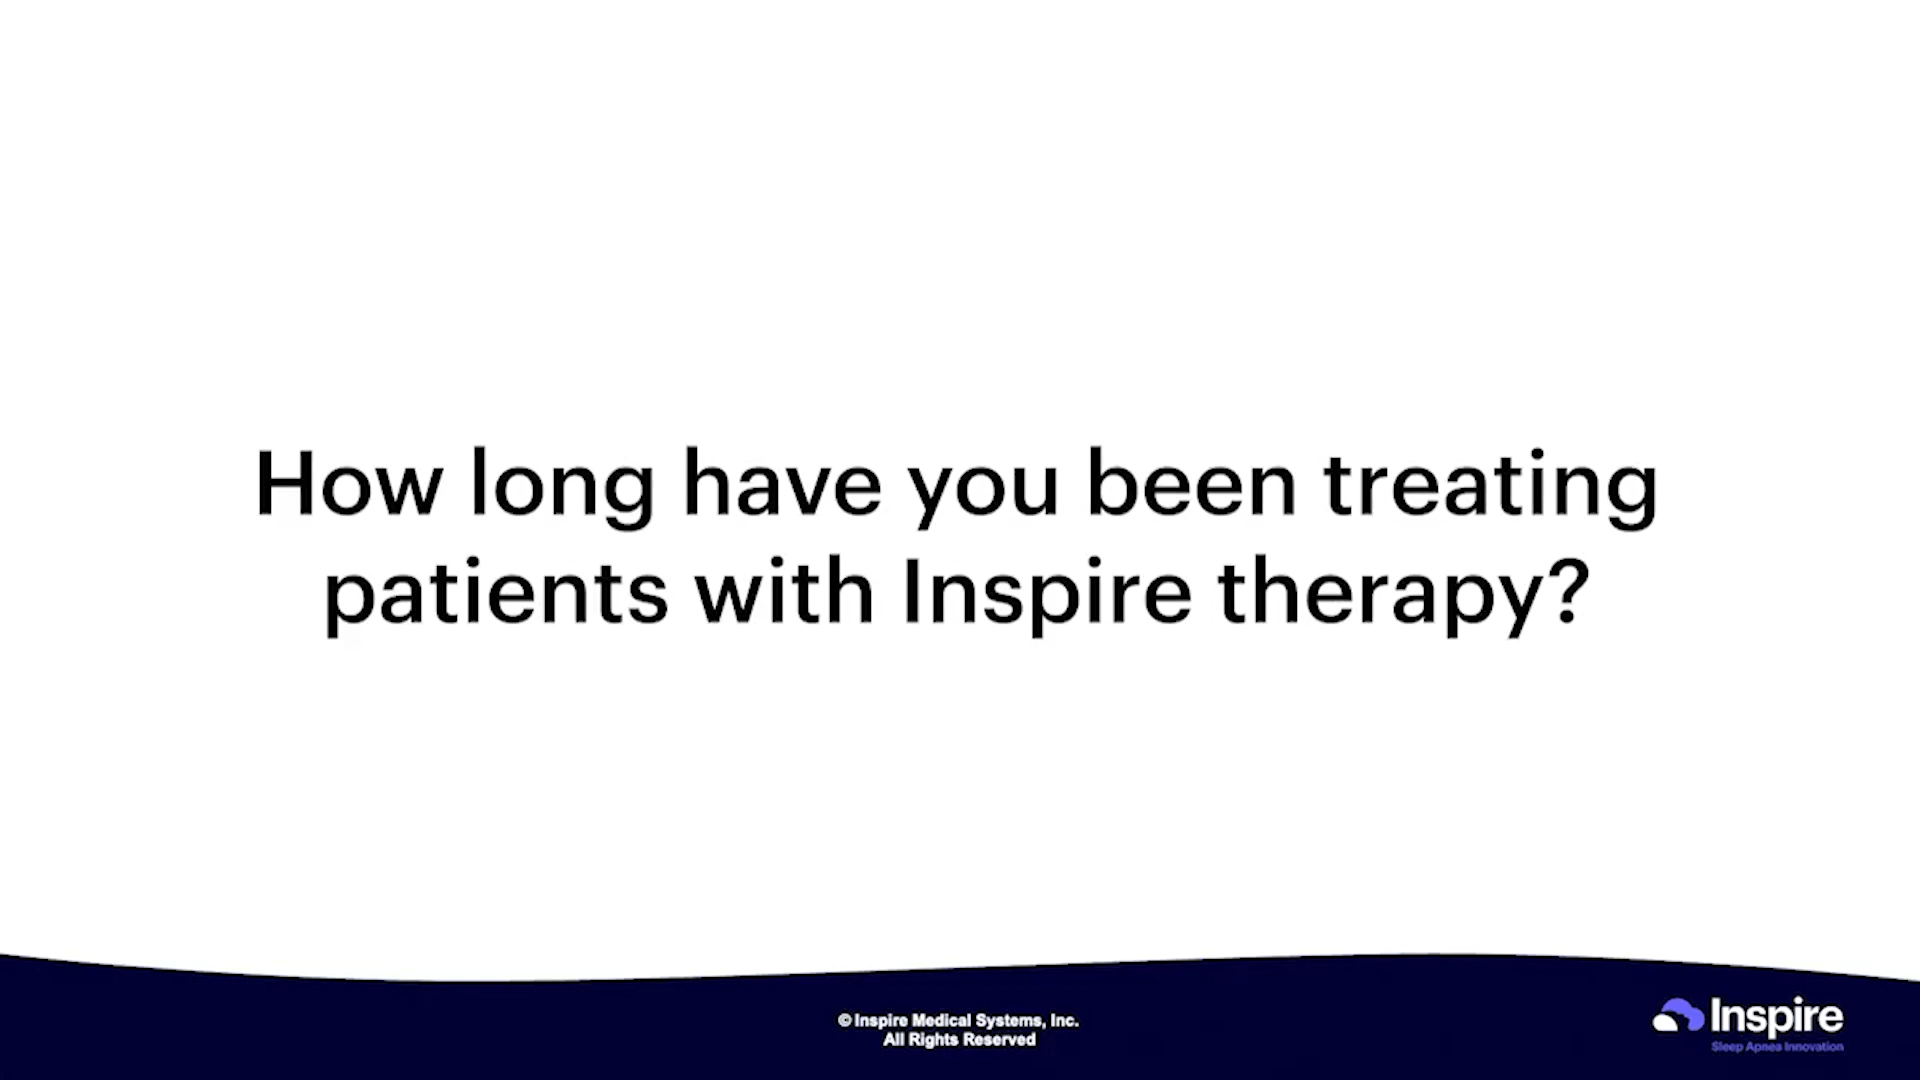 How long have you been treating
patients with Inspire therapy?
© Inspire Medical Systems, Inc.
All Rights Reserved
Inspire
Sleep Apnea Innovation